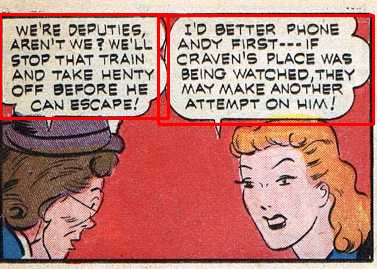 WE'RE DEPUTIES,
AREN'T WE? WE'LL
STOP THAT TRAIN
AND TAKE HENTY
OFF BEFORE HE
CAN ESCAPE!
I'D BETTER PHONE
ANDY FIRST---IF
CRAVEN'S PLACE WAS
BEING WATCHED, THEY
MAY MAKE ANOTHER
ATTEMPT ON HIM!